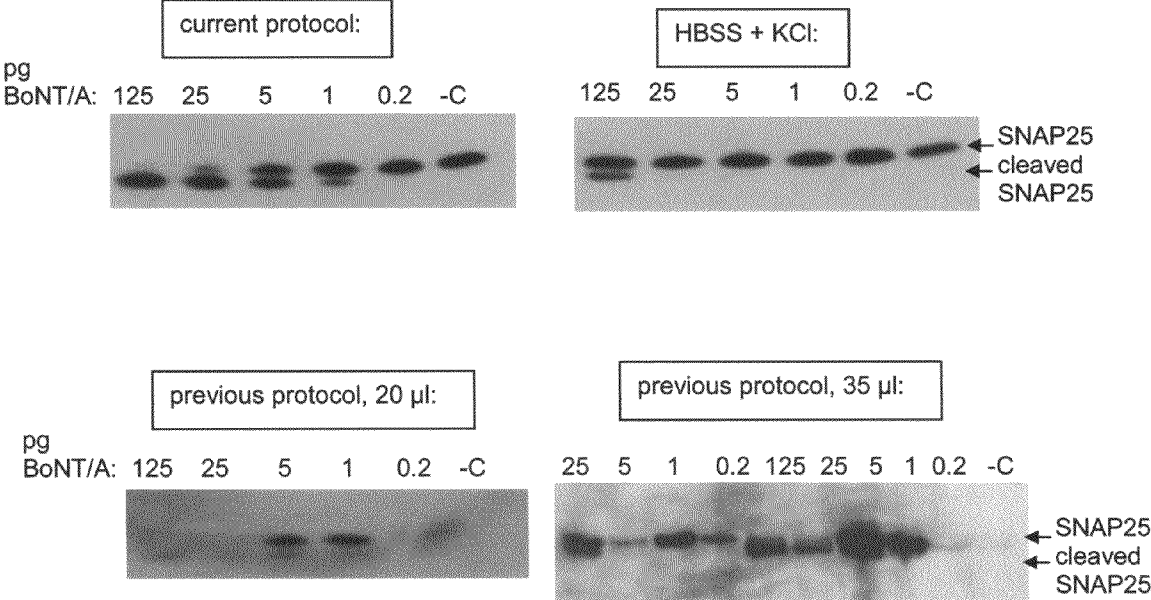 current protocol:
HBSS + KCl:
pg
BoNT/A: 125 25 5 1 0.2 -C
125 25 5 1 0.2 -C
SNAP25
cleaved
SNAP25
previous protocol, 20 µl:
previous protocol, 35 µl:
pg
BoNT/A: 125 25 5 1 0.2 -C
25 5 1 0.2 125 25 5 1 0.2 -C
SNAP25
cleaved
SNAP25